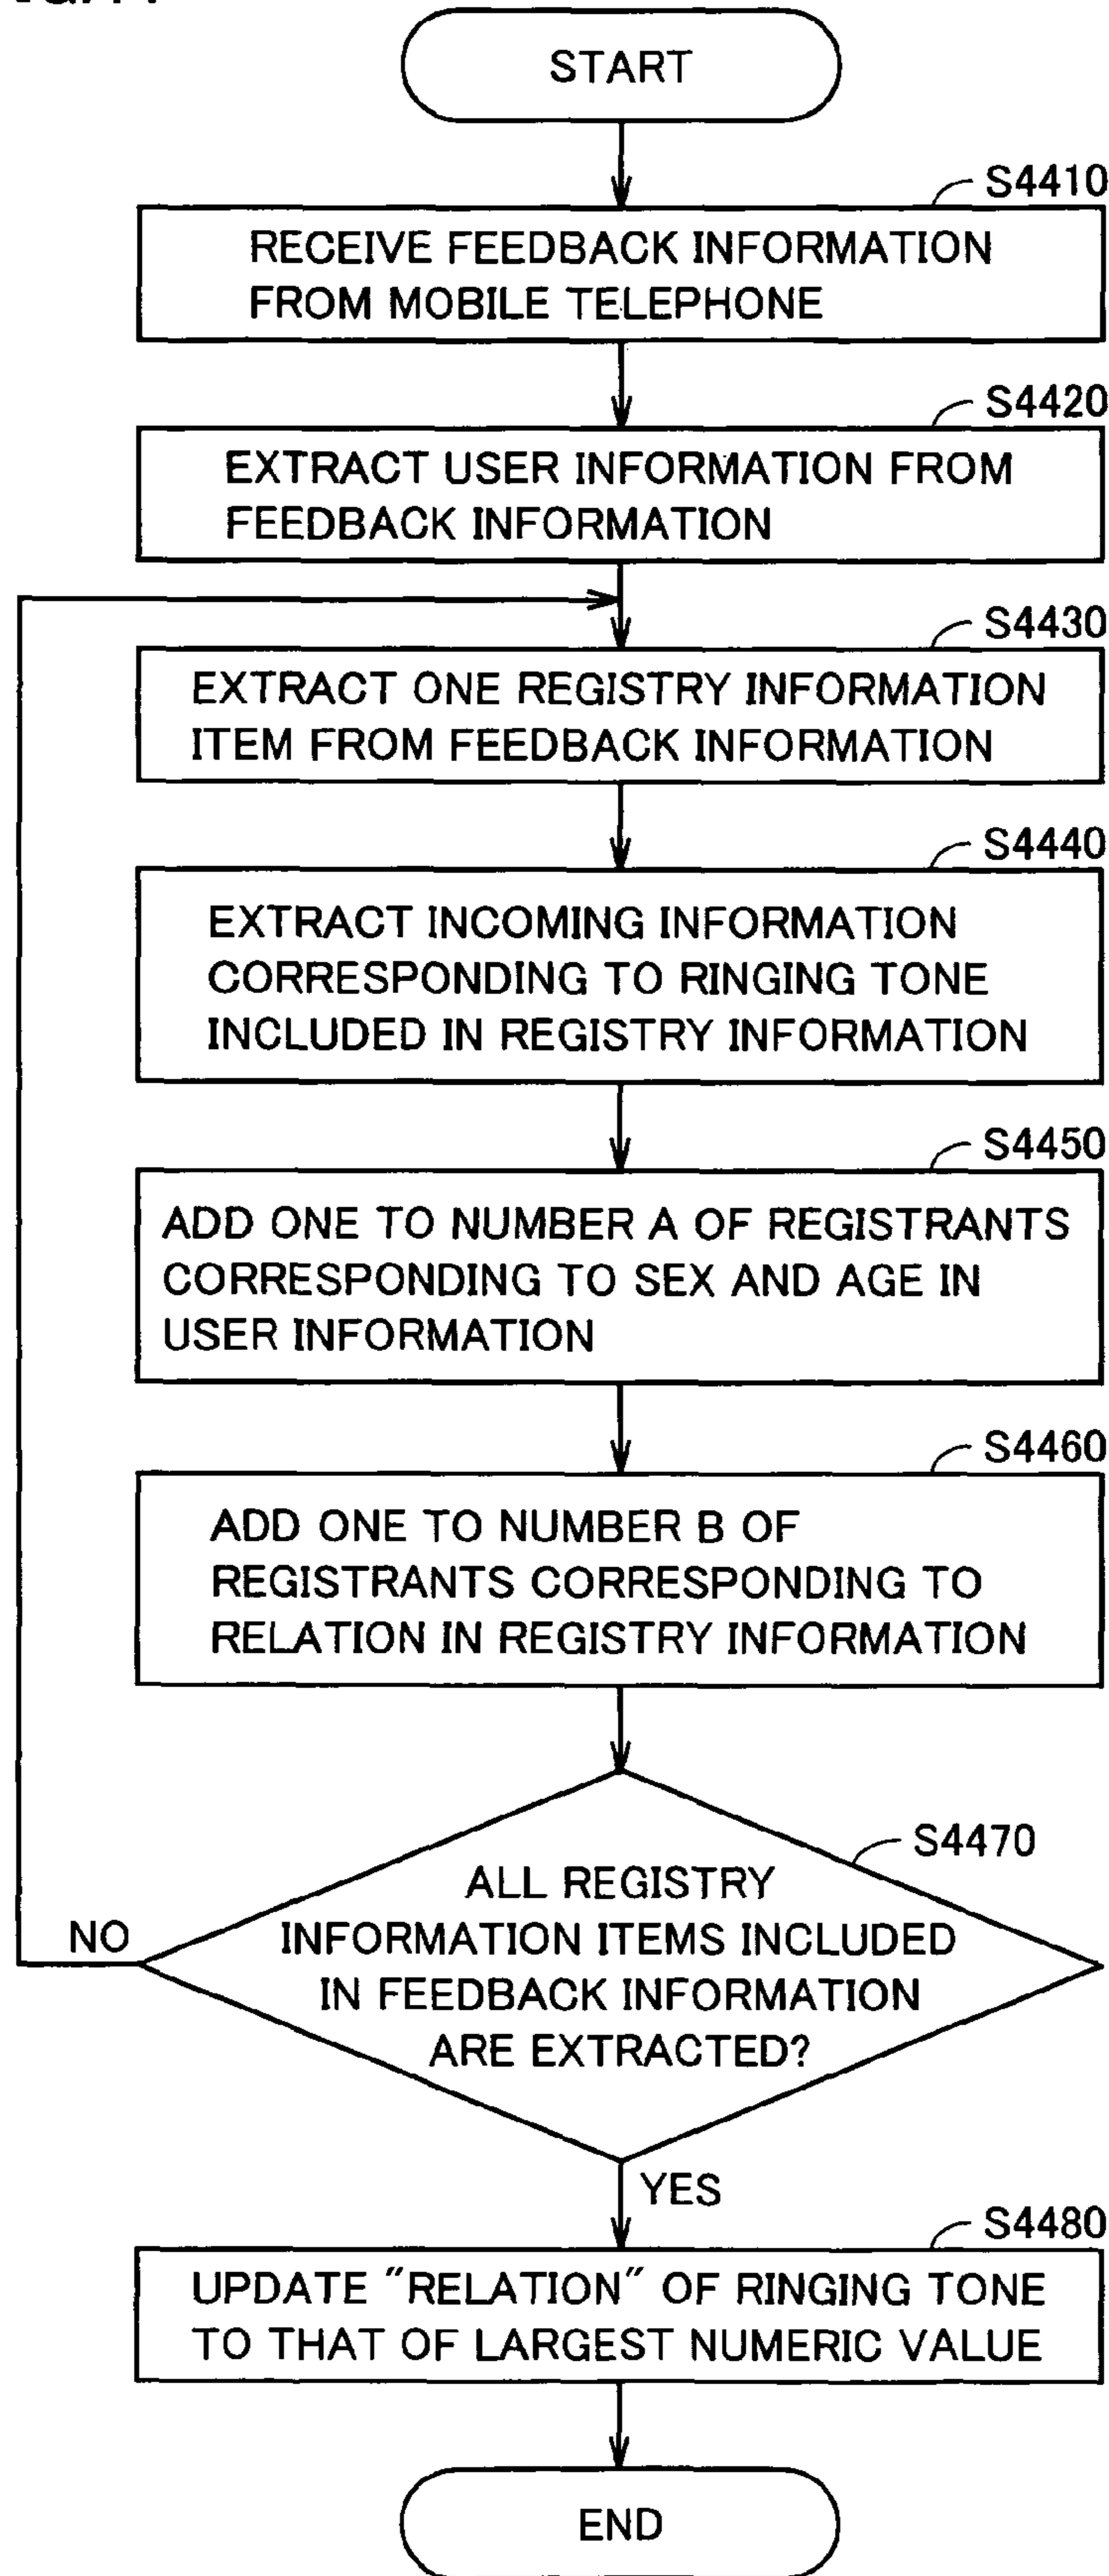 START
S4410
RECEIVE FEEDBACK INFORMATION
FROM MOBILE TELEPHONE
S4420
EXTRACT USER INFORMATION FROM
FEEDBACK INFORMATION
S4430
EXTRACT ONE REGISTRY INFORMATION
ITEM FROM FEEDBACK INFORMATION
S4440
EXTRACT INCOMING INFORMATION
CORRESPONDING TO RINGING TONE
INCLUDED IN REGISTRY INFORMATION
S4450
ADD ONE TO NUMBER A OF REGISTRANTS
CORRESPONDING TO SEX AND AGE IN
USER INFORMATION
S4460
ADD ONE TO NUMBER B OF
REGISTRANTS CORRESPONDING TO
RELATION IN REGISTRY INFORMATION
S4470
ALL REGISTRY
INFORMATION ITEMS INCLUDED
IN FEEDBACK INFORMATION
ARE EXTRACTED?
NO
YES
S4480
UPDATE "RELATION" OF RINGING TONE
TO THAT OF LARGEST NUMERIC VALUE
END